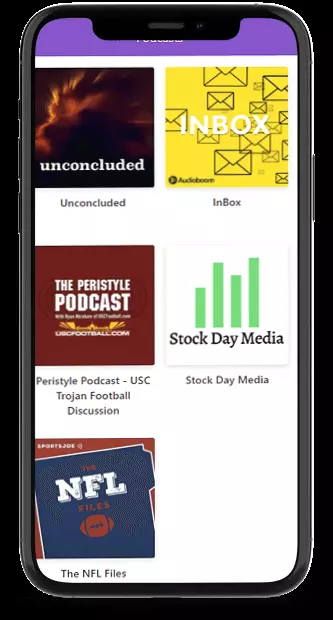 Podcasts
unconcluded
Unconcluded
INBOX
Audioboom
InBox
THE PERISTYLE
PODCAST
With Ryan Abraham of USCFootball.com
USCFOOTBALL.COM
Peristyle Podcast - USC
Trojan Football
Discussion
Stock Day Media
Stock Day Media
SPORTSJOE
THE
NFL
FILES
The NFL Files